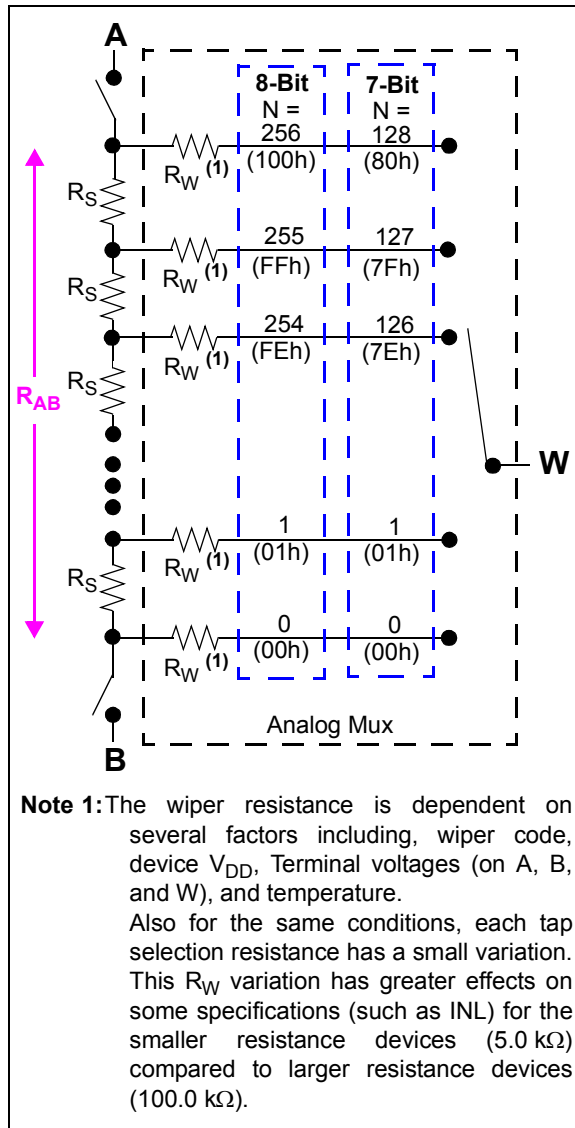 A
8-Bit 7-Bit
N = N =
256 128
(100h) (80h)
RW (1)
RS
255 127
(FFh) (7Fh)
RW (1)
RS
254 126
(FEh) (7Eh)
RW (1)
RS
RAB
W
1 1
(01h) (01h)
RW (1)
RS
0 0
(00h) (00h)
RW (1)
Analog Mux
B
Note 1: The wiper resistance is dependent on
several factors including, wiper code,
device VDD, Terminal voltages (on A, B,
and W), and temperature.
Also for the same conditions, each tap
selection resistance has a small variation.
This RW variation has greater effects on
some specifications (such as INL) for the
smaller resistance devices (5.0 kΩ)
compared to larger resistance devices
(100.0 kΩ).